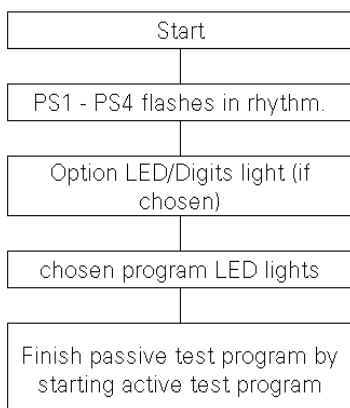 Start
PS1 - PS4 flashes in rhythm.
Option LED/Digits light (if
chosen)
chosen program LED lights
Finish passive test program by
starting active test program